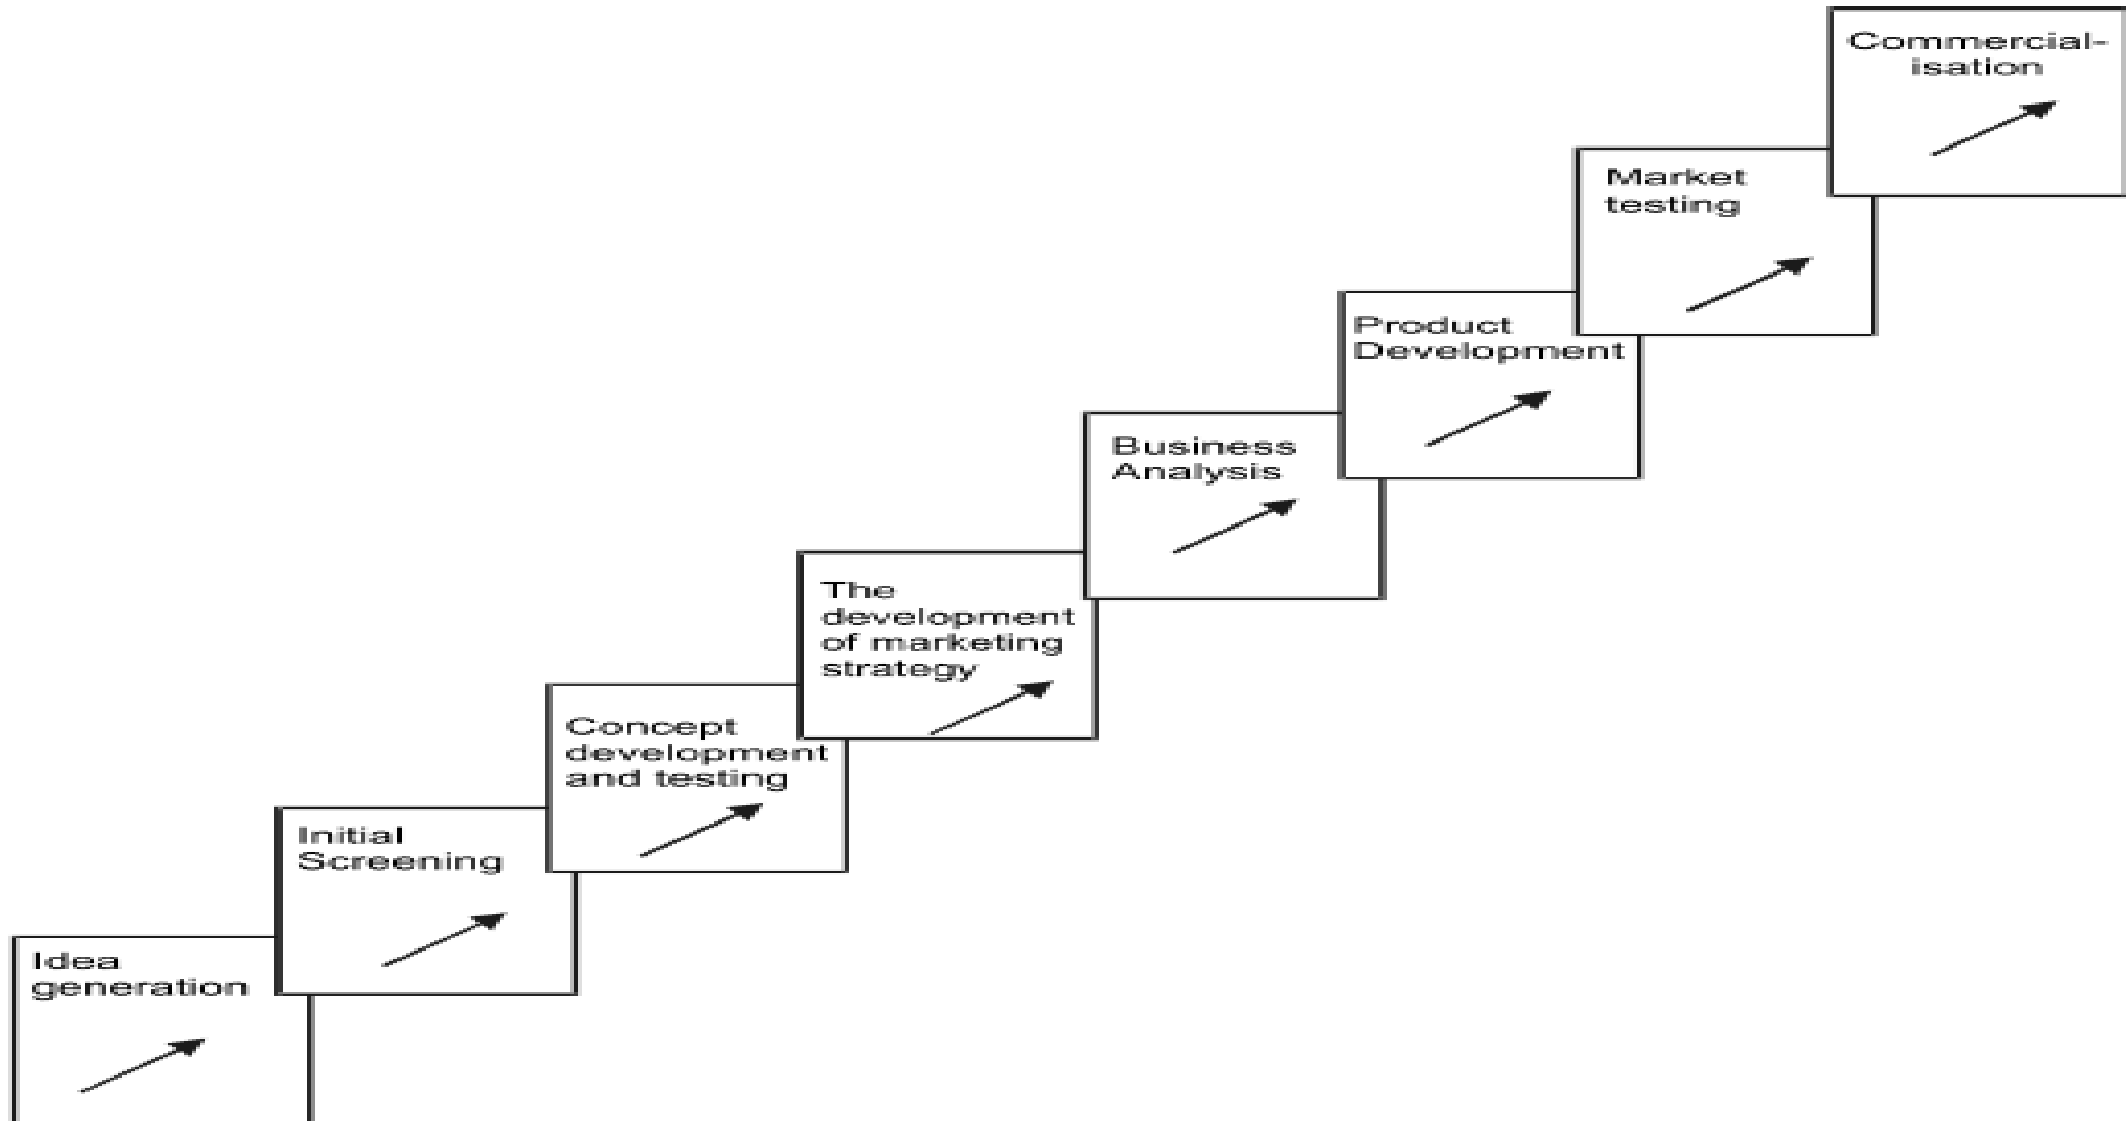 Commercial-
isation
Market
testing
Product
Development
Business
Analysis
The
development
of marketing
strategy
Concept
development
and testing
Initial
Screening
Idea
generation